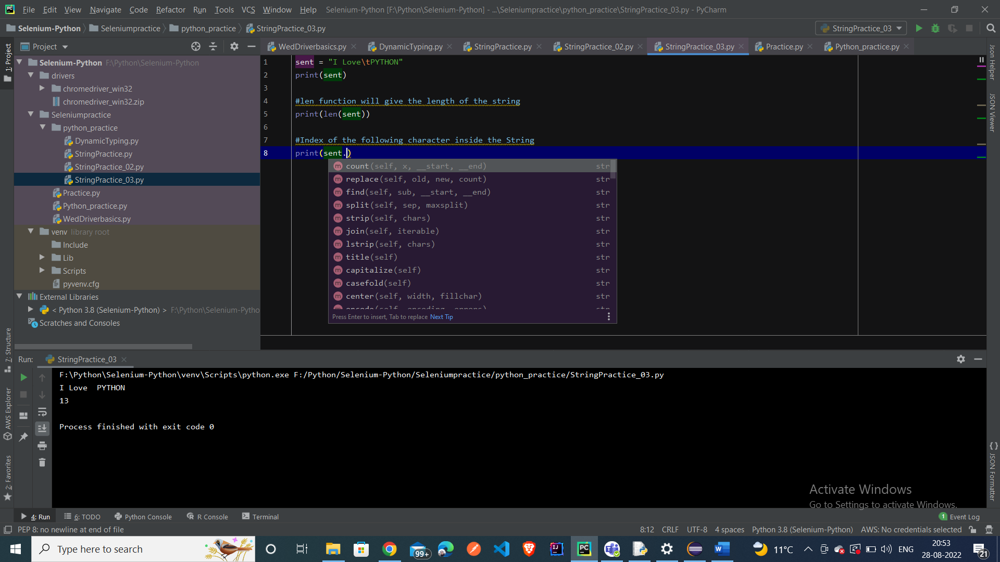 File Edit View Navigate Code Refactor Run Tools VCS Window Help Selenium-Python [F:\Python\Selenium-Python] - ...\Seleniumpractice\python_practice\StringPractice_03.py - PyCharm
Selenium-Python Seleniumpractice python_practice StringPractice_03.py StringPractice_03
Project WedDriverbasics.py DynamicTyping.py StringPractice.py StringPractice_02.py StringPractice_03.py Practice.py Python_practice.py
1: Project
Selenium-Python F:\Python\Selenium-Python
drivers
chromedriver_win32
chromedriver_win32.zip
Seleniumpractice
python_practice
DynamicTyping.py
StringPractice.py
StringPractice_02.py
StringPractice_03.py
Practice.py
Python_practice.py
WedDriverbasics.py
venv library root
Include
Lib
Scripts
pyvenv.cfg
External Libraries
< Python 3.8 (Selenium-Python) > F:\Python\Selenium-Pytho
Scratches and Consoles
1 sent = "I Love\tPYTHON"
2 print(sent)
3
4 #len function will give the length of the string
5 print(len(sent))
6
7 #Index of the following character inside the String
8 print(sent.)
count(self, x, __start, __end) str
replace(self, old, new, count) str
find(self, sub, __start, __end) str
split(self, sep, maxsplit) str
strip(self, chars) str
join(self, iterable) str
lstrip(self, chars) str
title(self) str
capitalize(self) str
casefold(self) str
center(self, width, fillchar) str
encode(self, encoding, errors) str
Press Enter to insert, Tab to replace Next Tip
Json Helper
JSON Viewer
JSON Formatter
7: Structure
AWS Explorer
2: Favorites
Run: StringPractice_03
F:\Python\Selenium-Python\venv\Scripts\python.exe F:/Python/Selenium-Python/Seleniumpractice/python_practice/StringPractice_03.py
I Love  PYTHON
13
Process finished with exit code 0
Activate Windows
Go to Settings to activate Windows.
4: Run 6: TODO Python Console R Console Terminal 1 Event Log
PEP 8: no newline at end of file 8:12 CRLF UTF-8 4 spaces Python 3.8 (Selenium-Python) AWS: No credentials selected
Type here to search 99+ IJ PC 11°C ENG 20:53
28-08-2022 21